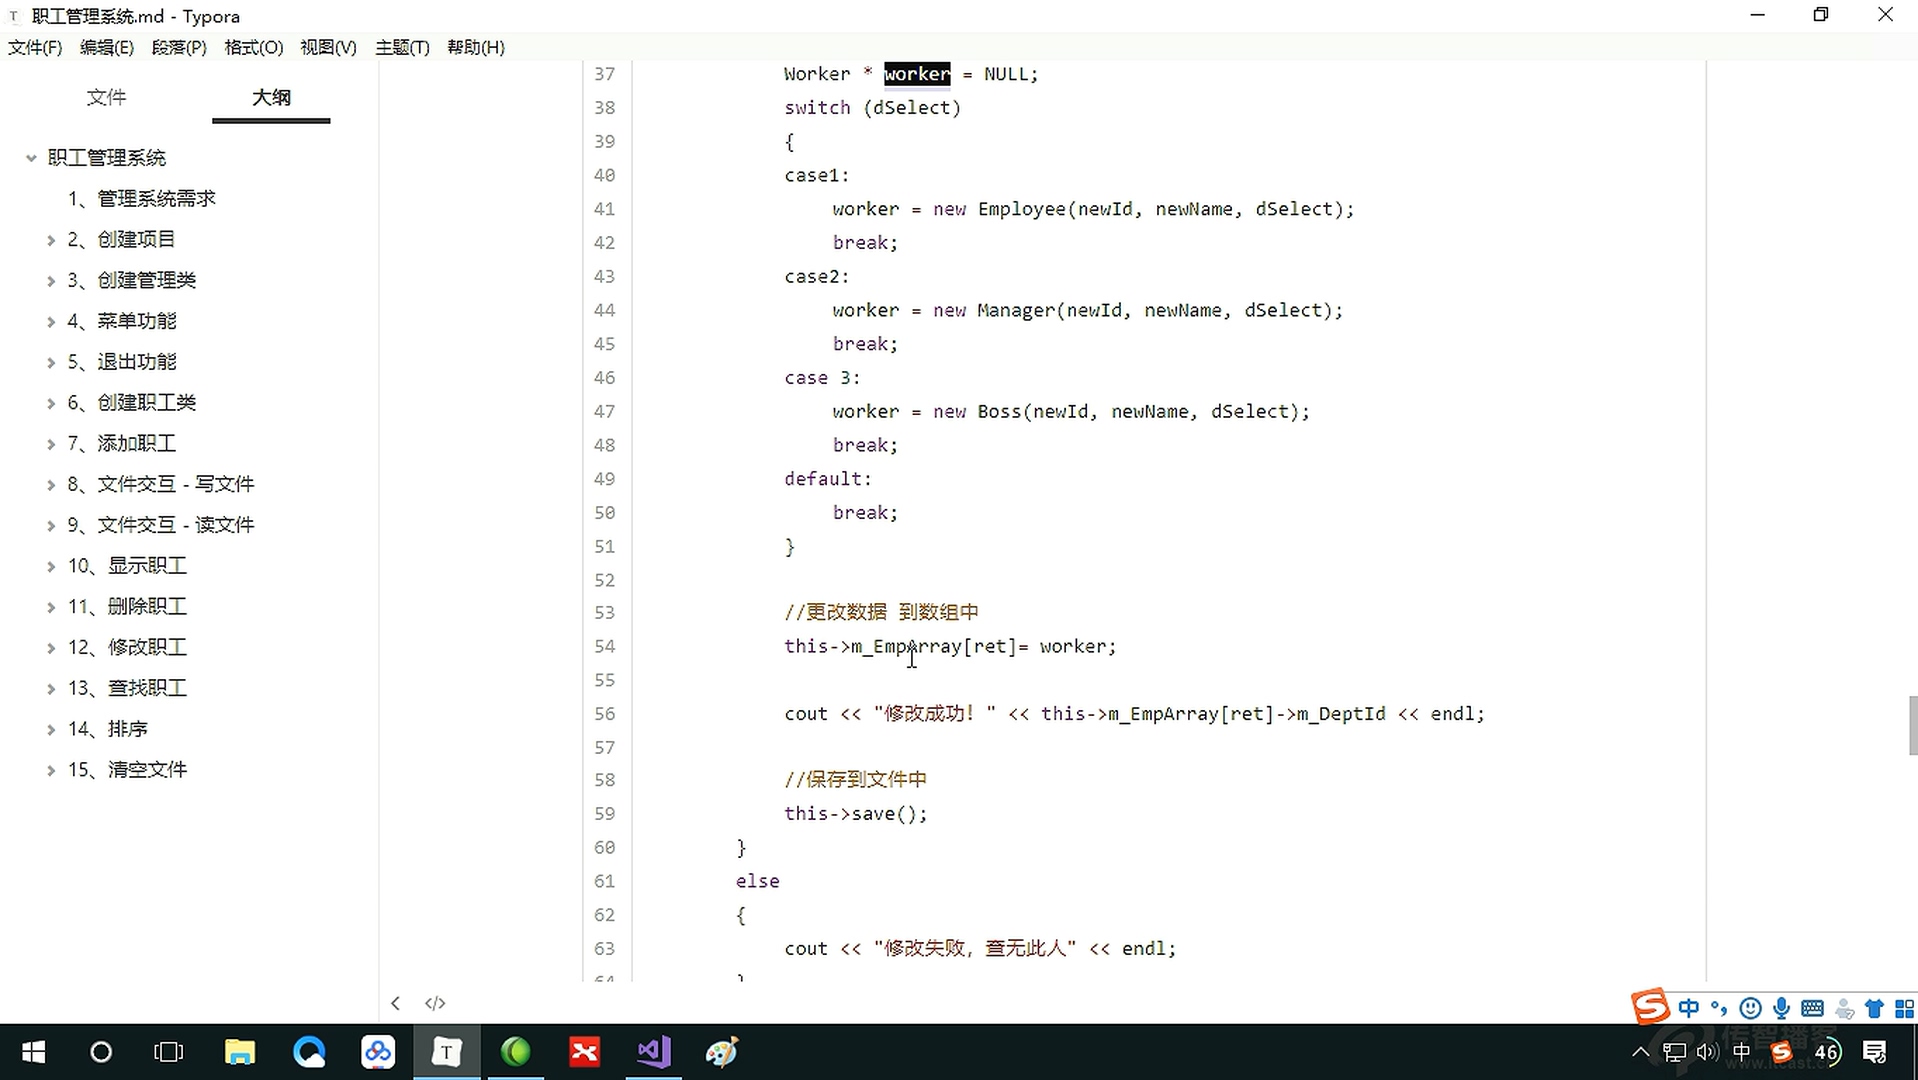 职工管理系统.md - Typora
文件(F) 编辑(E) 段落(P) 格式(O) 视图(V) 主题(T) 帮助(H)
文件 大纲
职工管理系统
1、管理系统需求
2、创建项目
3、创建管理类
4、菜单功能
5、退出功能
6、创建职工类
7、添加职工
8、文件交互 - 写文件
9、文件交互 - 读文件
10、显示职工
11、删除职工
12、修改职工
13、查找职工
14、排序
15、清空文件
37 Worker * worker = NULL;
38 switch (dSelect)
39 {
40 case1:
41 worker = new Employee(newId, newName, dSelect);
42 break;
43 case2:
44 worker = new Manager(newId, newName, dSelect);
45 break;
46 case 3:
47 worker = new Boss(newId, newName, dSelect);
48 break;
49 default:
50 break;
51 }
52
53 //更改数据 到数组中
54 this->m_EmpArray[ret]= worker;
55
56 cout << "修改成功！" << this->m_EmpArray[ret]->m_DeptId << endl;
57
58 //保存到文件中
59 this->save();
60 }
61 else
62 {
63 cout << "修改失败，查无此人" << endl;
64 }
</>
中
中 46
传智播客